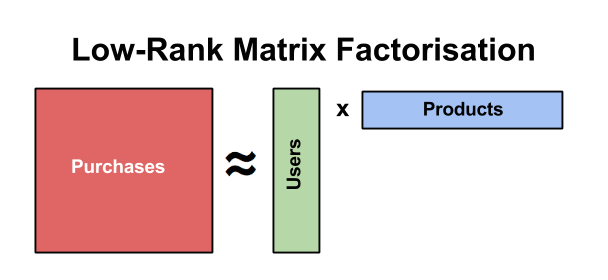 Low-Rank Matrix Factorisation
Purchases
≈
Users
x
Products